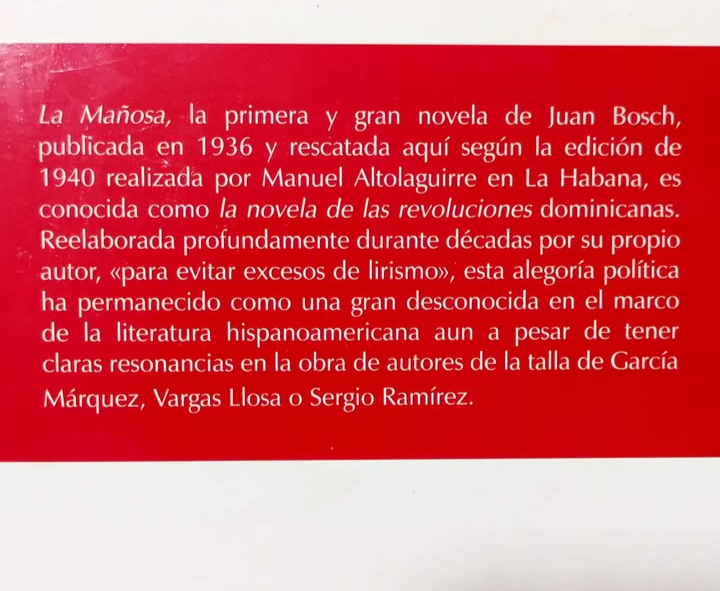 La Mañosa, la primera y gran novela de Juan Bosch,
publicada en 1936 y rescatada aquí según la edición de
1940 realizada por Manuel Altolaguirre en La Habana, es
conocida como la novela de las revoluciones dominicanas.
Reelaborada profundamente durante décadas por su propio
autor, «para evitar excesos de lirismo», esta alegoría política
ha permanecido como una gran desconocida en el marco
de la literatura hispanoamericana aun a pesar de tener
claras resonancias en la obra de autores de la talla de García
Márquez, Vargas Llosa o Sergio Ramírez.